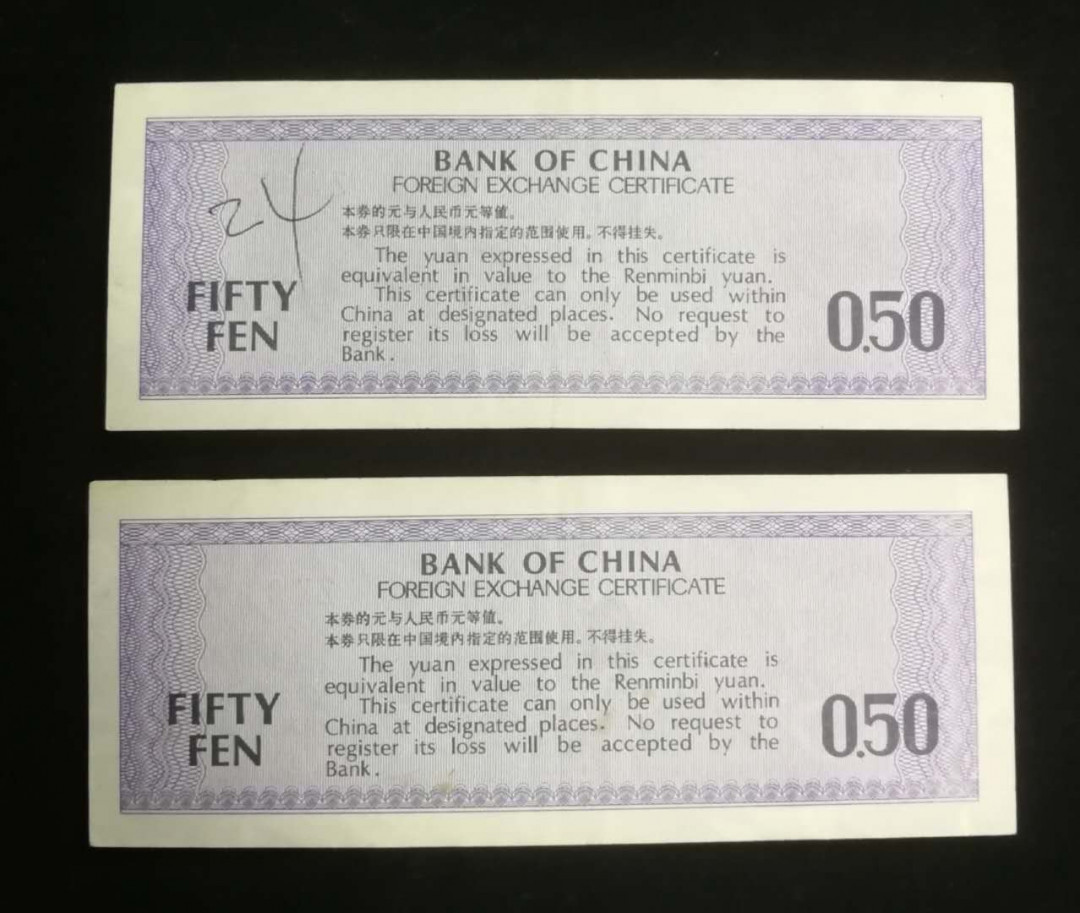 BANK OF CHINA
FOREIGN EXCHANGE CERTIFICATE
24
本券的元与人民币元等值。
本券只限在中国境内指定的范围使用。不得挂失。
The yuan expressed in this certificate is
equivalent in value to the Renminbi yuan.
This certificate can only be used within
China at designated places. No request to
register its loss will be accepted by the
Bank.
FIFTY
FEN
0.50
BANK OF CHINA
FOREIGN EXCHANGE CERTIFICATE
本券的元与人民币元等值。
本券只限在中国境内指定的范围使用。不得挂失。
The yuan expressed in this certificate is
equivalent in value to the Renminbi yuan.
This certificate can only be used within
China at designated places. No request to
register its loss will be accepted by the
Bank.
FIFTY
FEN
0.50